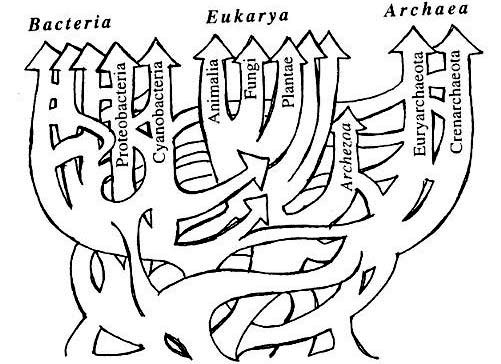 Bacteria
Eukarya
Archaea
Proteobacteria
Cyanobacteria
Animalia
Fungi
Plantae
Archezoa
Euryarchaeota
Crenarchaeota